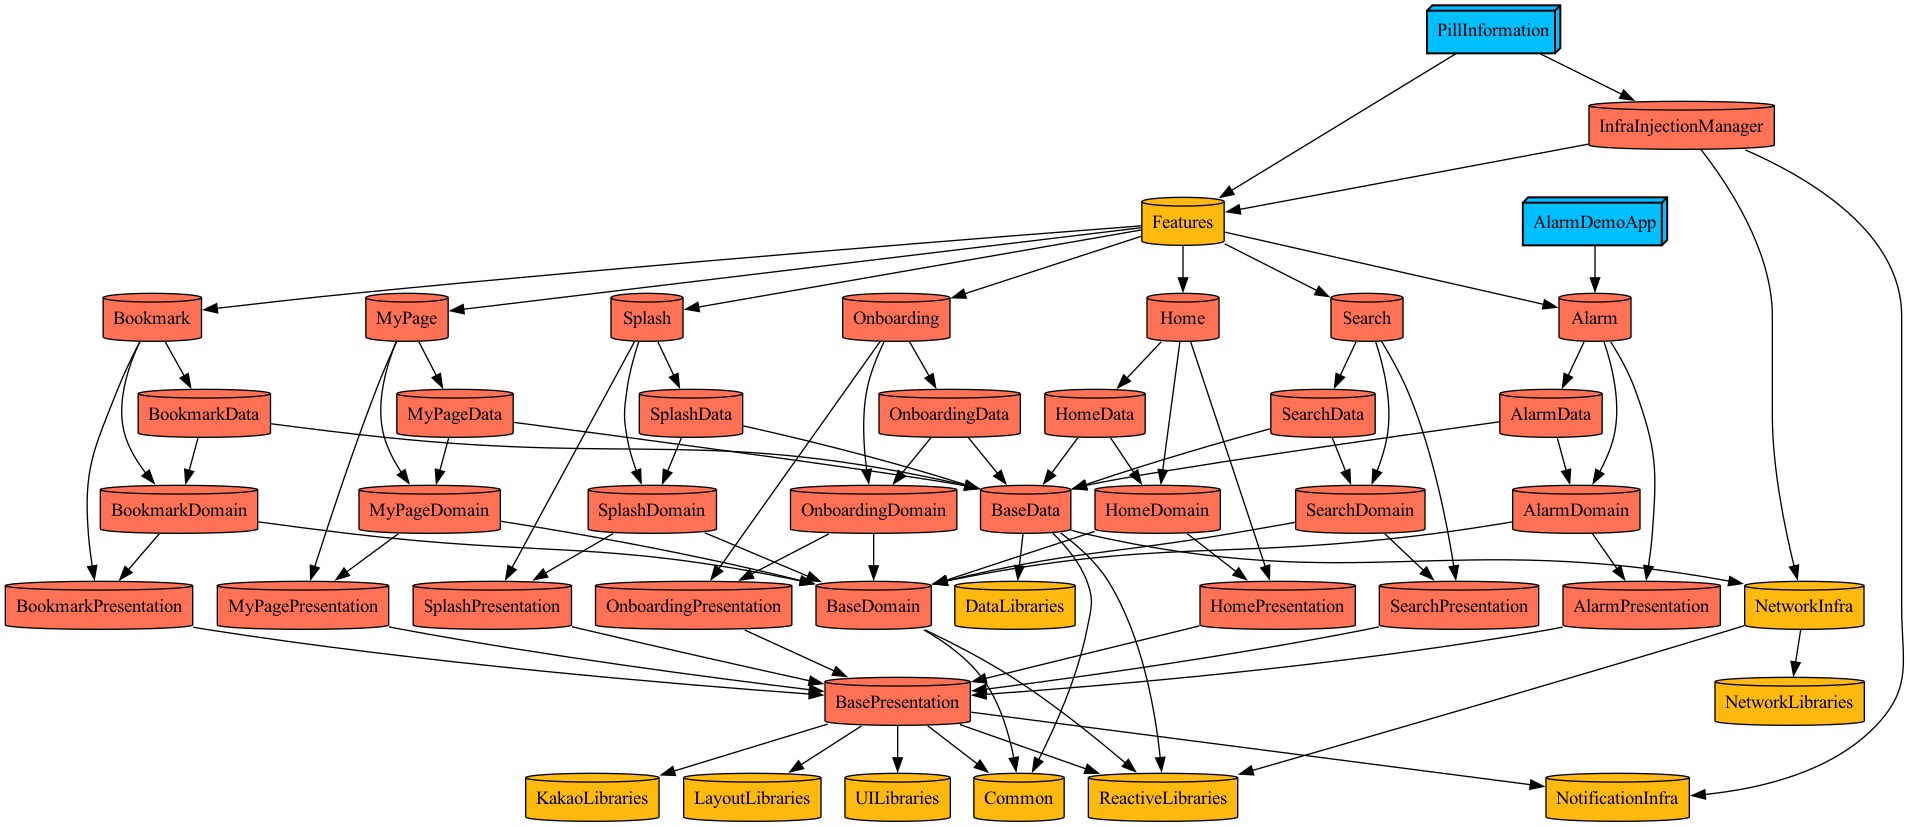 PillInformation
InfraInjectionManager
Features
AlarmDemoApp
Bookmark
MyPage
Splash
Onboarding
Home
Search
Alarm
BookmarkData
MyPageData
SplashData
OnboardingData
HomeData
SearchData
AlarmData
BookmarkDomain
MyPageDomain
SplashDomain
OnboardingDomain
BaseData
HomeDomain
SearchDomain
AlarmDomain
BookmarkPresentation
MyPagePresentation
SplashPresentation
OnboardingPresentation
BaseDomain
DataLibraries
HomePresentation
SearchPresentation
AlarmPresentation
NetworkInfra
BasePresentation
NetworkLibraries
KakaoLibraries
LayoutLibraries
UILibraries
Common
ReactiveLibraries
NotificationInfra